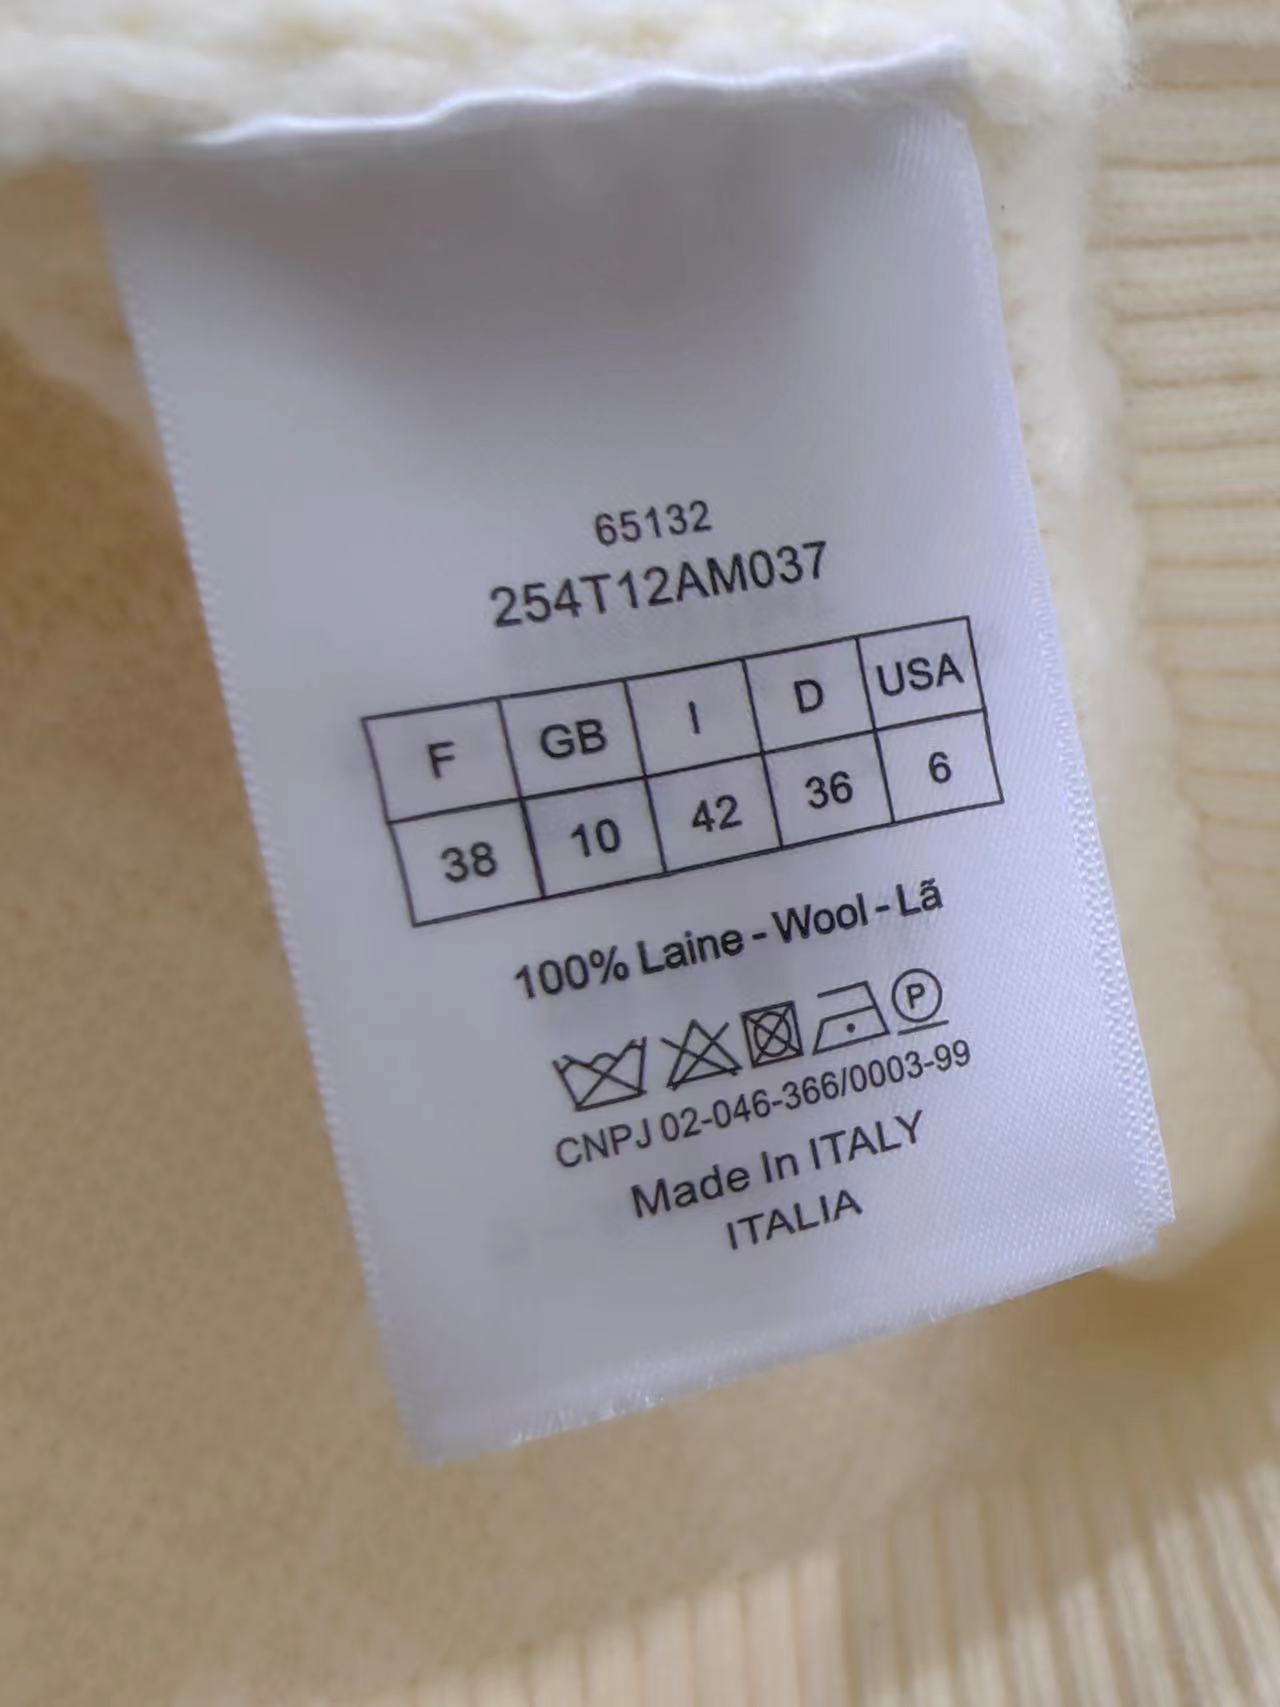 65132
254T12AM037
F GB I D USA
38 10 42 36 6
100% Laine - Wool - Lã
P
CNPJ 02-046-366/0003-99
Made In ITALY
ITALIA